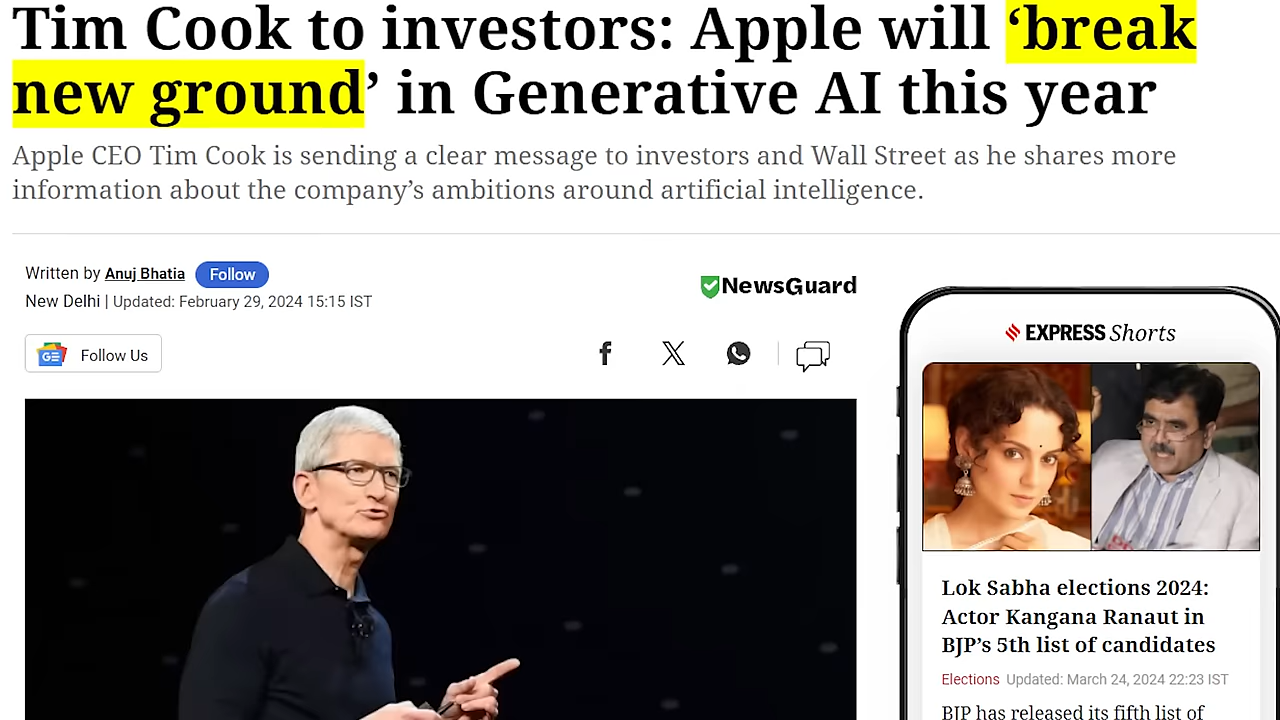 Tim Cook to investors: Apple will ‘break
new ground’ in Generative AI this year
Apple CEO Tim Cook is sending a clear message to investors and Wall Street as he shares more
information about the company’s ambitions around artificial intelligence.
Written by Anuj Bhatia Follow
New Delhi | Updated: February 29, 2024 15:15 IST
NewsGuard
GE Follow Us
EXPRESS Shorts
Lok Sabha elections 2024:
Actor Kangana Ranaut in
BJP’s 5th list of candidates
Elections Updated: March 24, 2024 22:23 IST
BJP has released its fifth list of